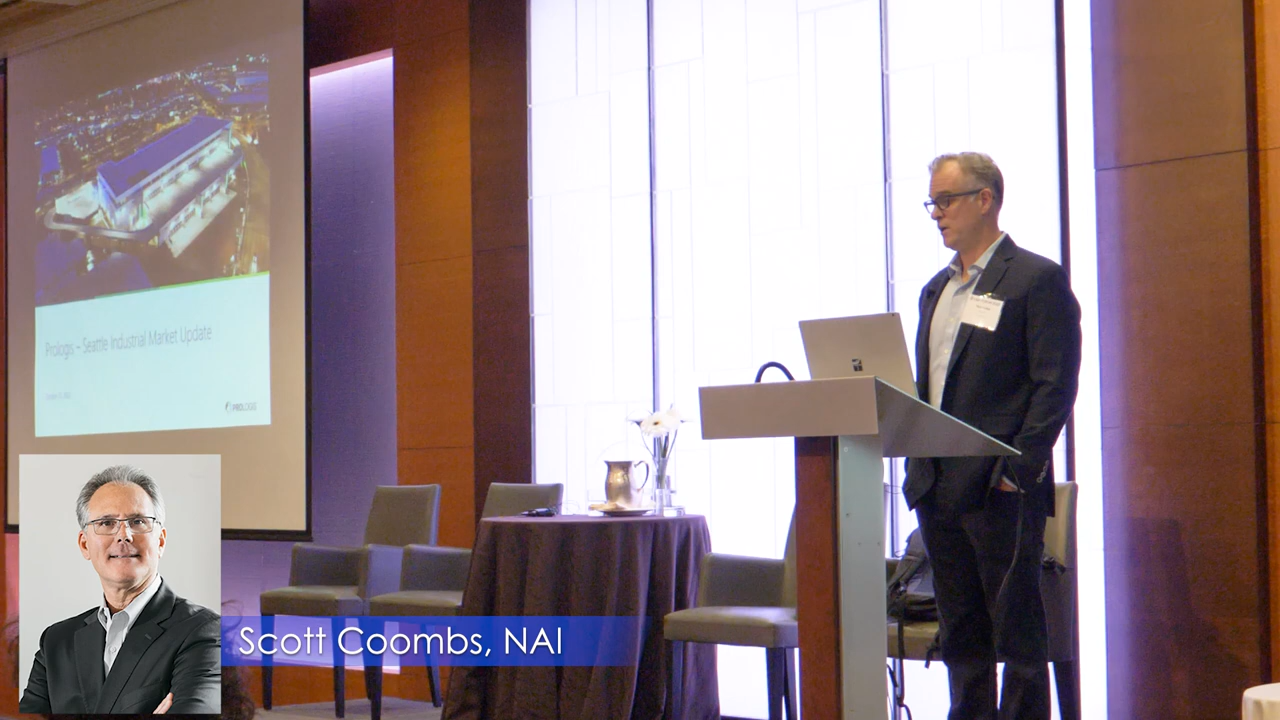 Prologis – Seattle Industrial Market Update
PROLOGIS
Scott Coombs, NAI